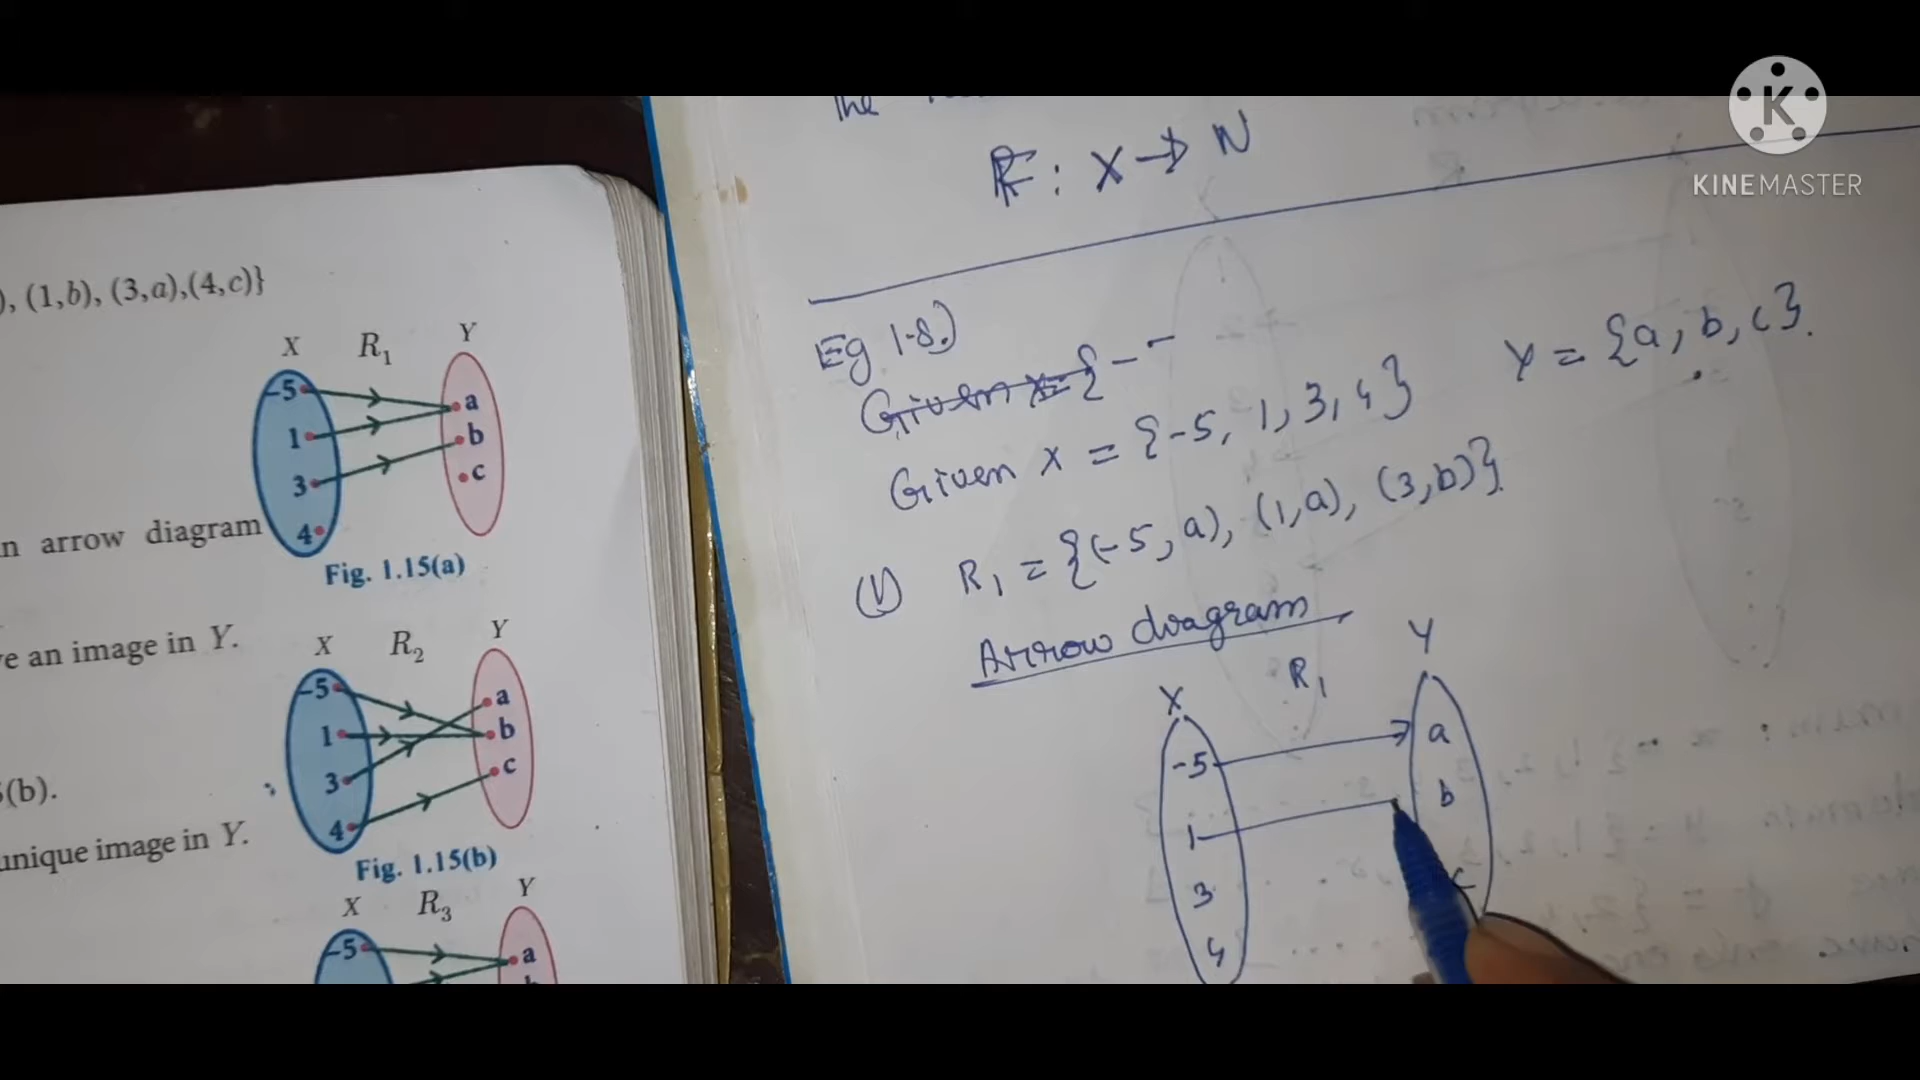 ), (1,b), (3,a),(4,c)}
X R1 Y
-5 a
1 b
3 c
4
n arrow diagram
Fig. 1.15(a)
e an image in Y.
X R2 Y
-5 a
1 b
3 c
4
(b).
unique image in Y.
Fig. 1.15(b)
X R3 Y
-5 a
The
F : X → N
Eg 1.8)
Given x = {- -
Given X = {-5, 1, 3, 4} Y = {a, b, c}.
(i) R1 = {(-5, a), (1, a), (3, b)}.
Arrow diagram
X R1 Y
-5 a
1 b
3 c
4
KINEMASTER